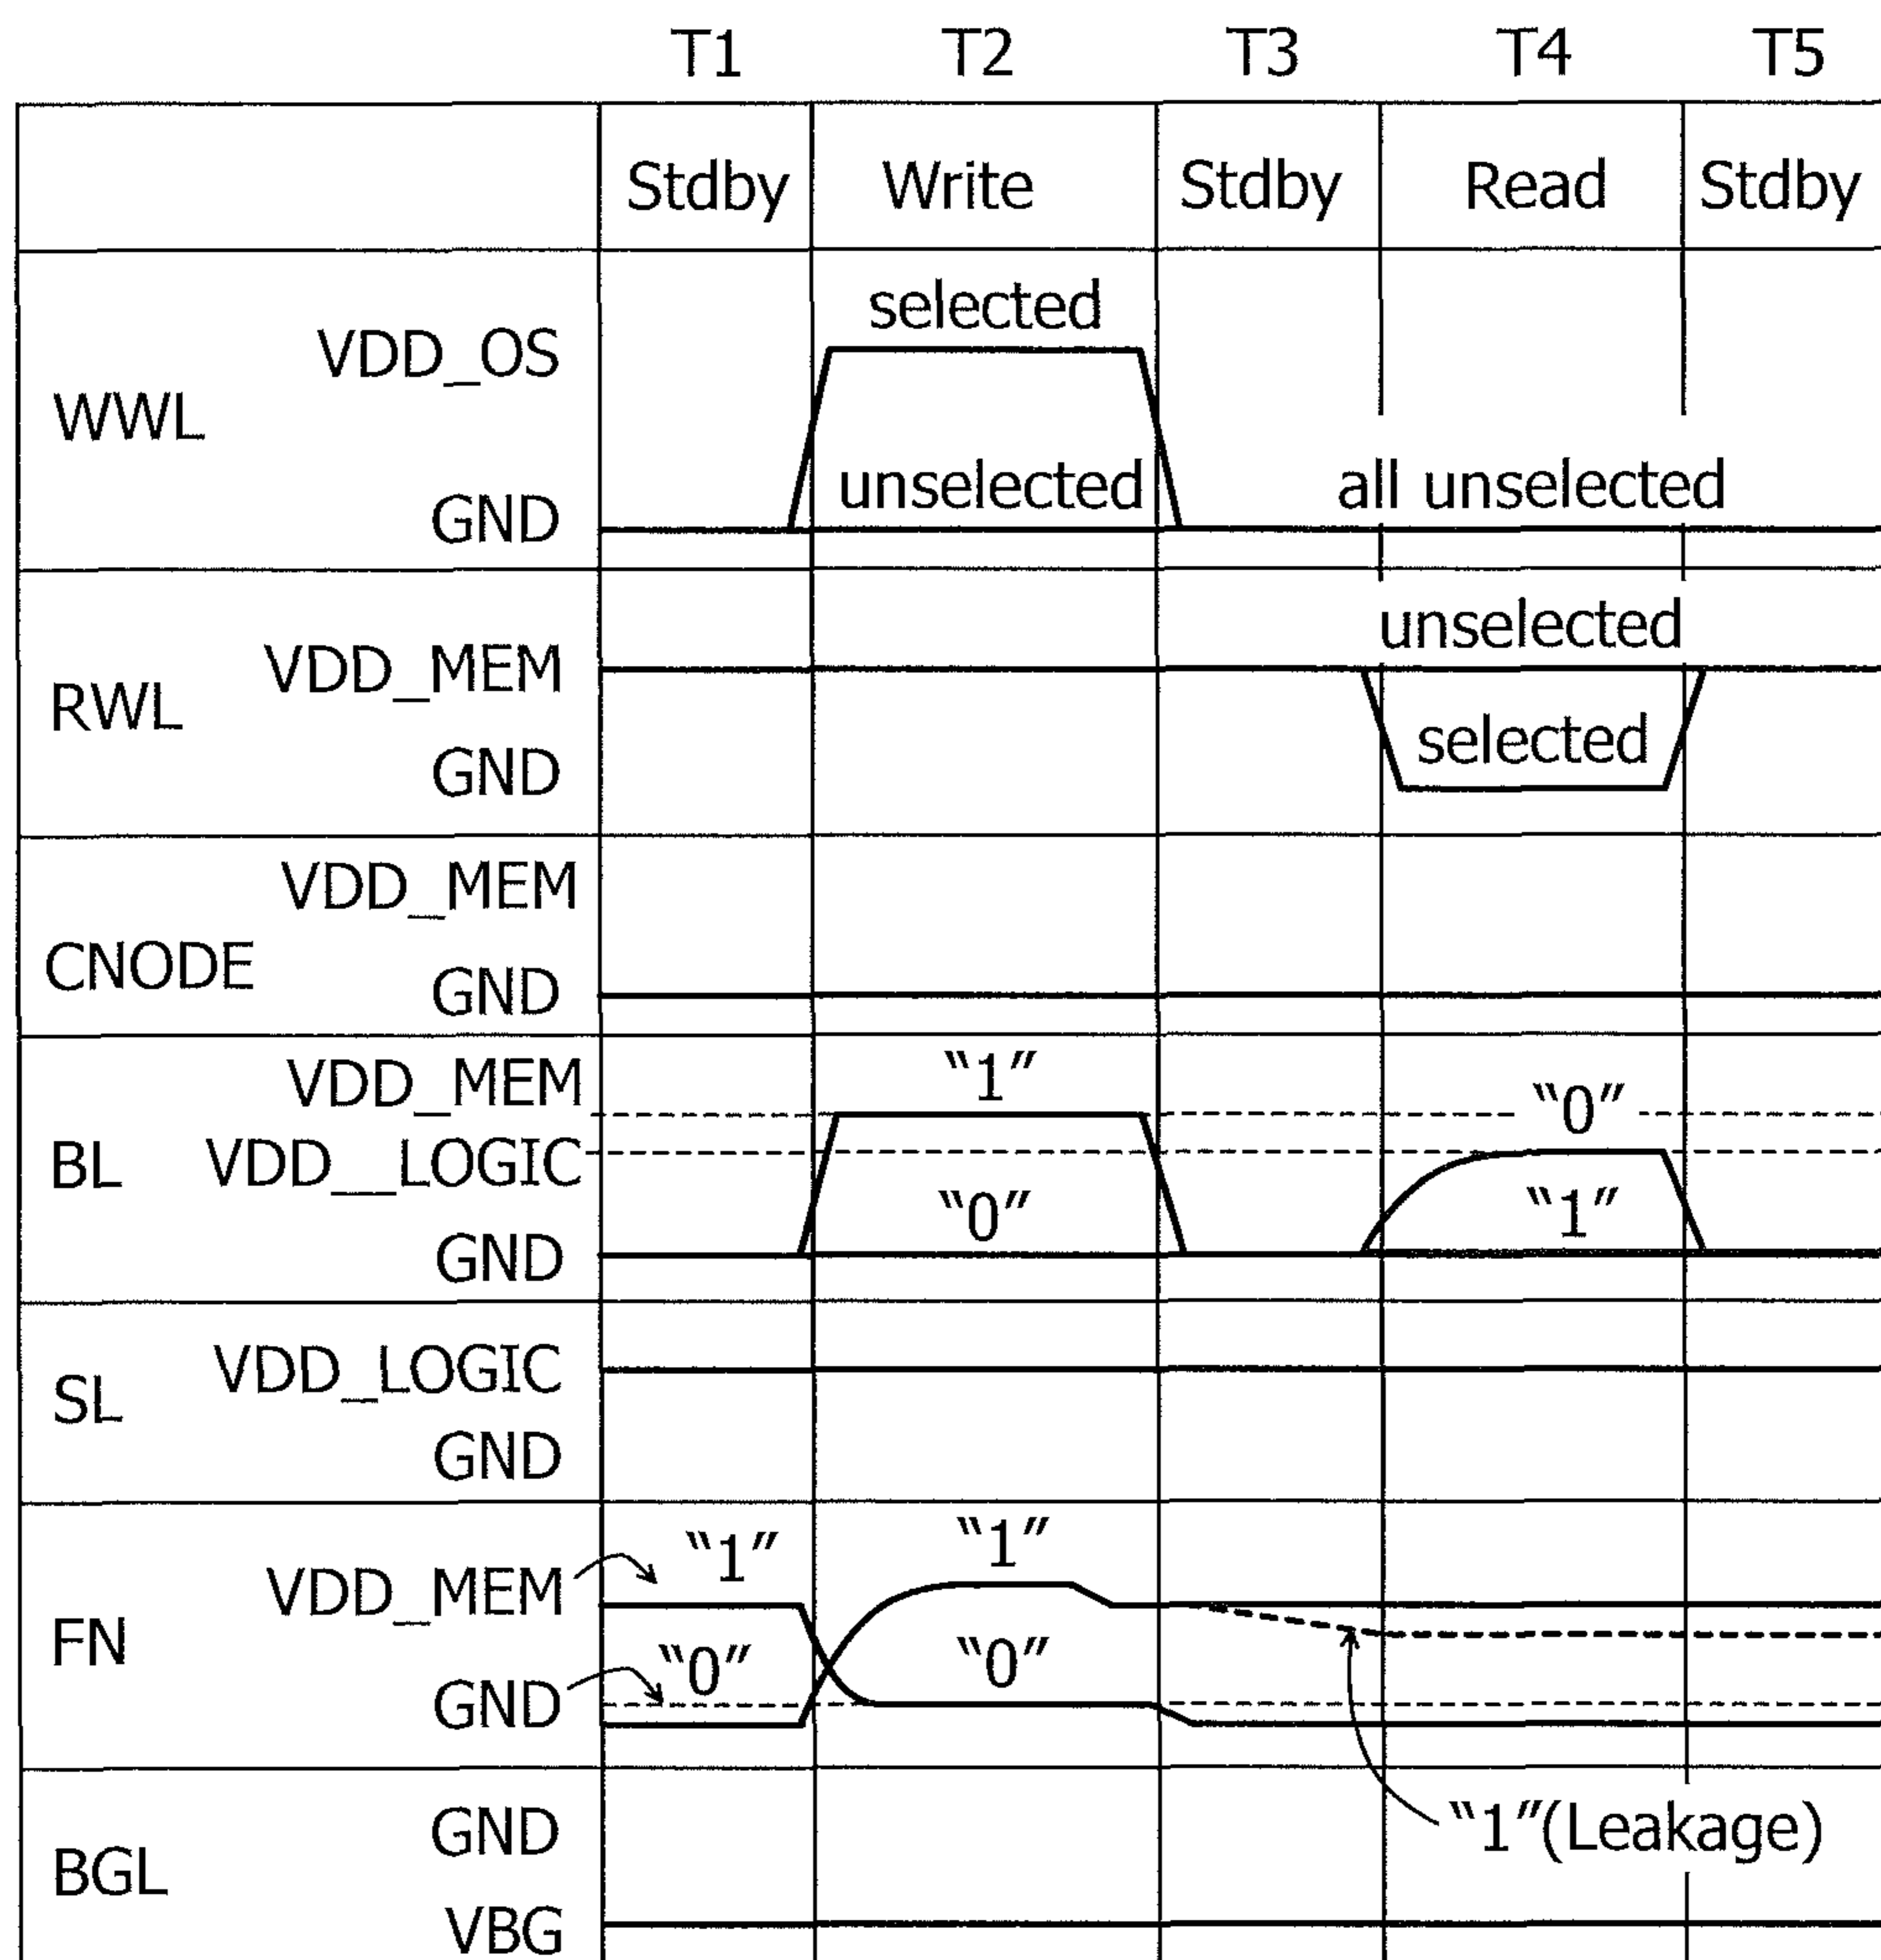 T1 T2 T3 T4 T5
Stdby Write Stdby Read Stdby
selected
VDD_OS
WWL
unselected all unselected
GND
unselected
VDD_MEM
RWL
selected
GND
VDD_MEM
CNODE
GND
VDD_MEM "1" "0"
BL VDD__LOGIC
"0" "1"
GND
VDD_LOGIC
SL
GND
"1" "1"
VDD_MEM
FN "0" "0"
GND
"1"(Leakage)
GND
BGL
VBG